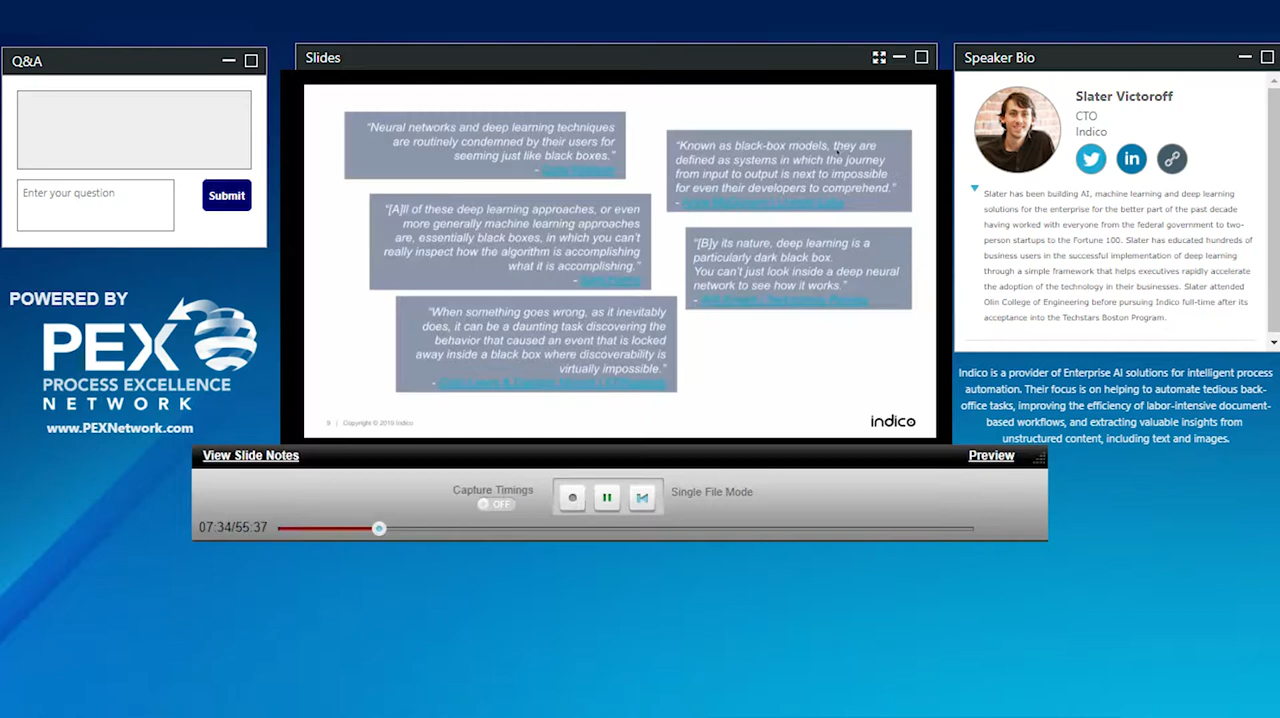 Q&A
Enter your question
Submit
POWERED BY
PEX
PROCESS EXCELLENCE
NETWORK
www.PEXNetwork.com
Slides
“Neural networks and deep learning techniques
are routinely condemned by their users for
seeming just like black boxes.”
“[A]ll of these deep learning approaches, or even
more generally machine learning approaches
are, essentially black boxes, in which you can’t
really inspect how the algorithm is accomplishing
what it is accomplishing.”
“When something goes wrong, as it inevitably
does, it can be a daunting task discovering the
behavior that caused an event that is locked
away inside a black box where discoverability is
virtually impossible.”
“Known as black-box models, they are
defined as systems in which the journey
from input to output is next to impossible
for even their developers to comprehend.”
“[B]y its nature, deep learning is a
particularly dark black box.
You can’t just look inside a deep neural
network to see how it works.”
9 | Copyright © 2019 Indico
indico
View Slide Notes
Preview
Capture Timings
OFF
Single File Mode
07:34/55:37
Speaker Bio
Slater Victoroff
CTO
Indico
Slater has been building AI, machine learning and deep learning
solutions for the enterprise for the better part of the past decade
having worked with everyone from the federal government to two-
person startups to the Fortune 100. Slater has educated hundreds of
business users in the successful implementation of deep learning
through a simple framework that helps executives rapidly accelerate
the adoption of the technology in their businesses. Slater attended
Olin College of Engineering before pursuing Indico full-time after its
acceptance into the Techstars Boston Program.
Indico is a provider of Enterprise AI solutions for intelligent process
automation. Their focus is on helping to automate tedious back-
office tasks, improving the efficiency of labor-intensive document-
based workflows, and extracting valuable insights from
unstructured content, including text and images.